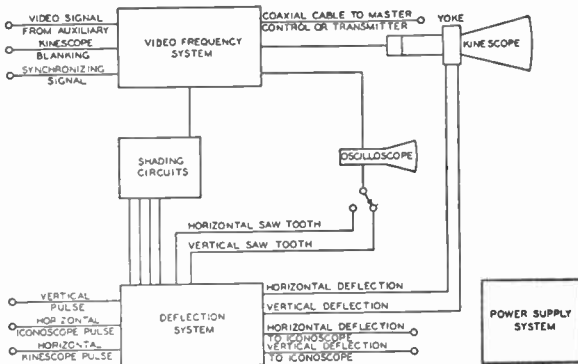 VIDEO SIGNAL
FROM AUXILIARY
KINESCOPE
BLANKING
SYNCHRONIZING
SIGNAL
VIDEO FREQUENCY
SYSTEM
COAXIAL CABLE TO MASTER
CONTROL OR TRANSMITTER
YOKE
KINESCOPE
SHADING
CIRCUITS
OSCILLOSCOPE
HORIZONTAL SAW TOOTH
VERTICAL SAW TOOTH
VERTICAL
PULSE
HORIZONTAL
ICONOSCOPE PULSE
HORIZONTAL
KINESCOPE PULSE
DEFLECTION
SYSTEM
HORIZONTAL DEFLECTION
VERTICAL DEFLECTION
HORIZONTAL DEFLECTION
TO ICONOSCOPE
VERTICAL DEFLECTION
TO ICONOSCOPE
POWER SUPPLY
SYSTEM